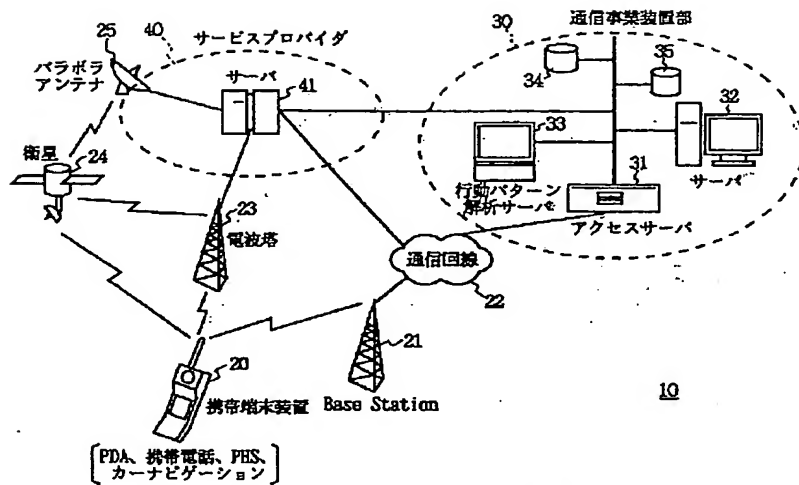 25
40
サービスプロバイダ
パラボラ
アンテナ
サーバ
41
衛星
24
23
電波塔
30
通信事業装置部
34
35
33
32
行動パターン
解析サーバ
31
サーバ
アクセスサーバ
通信回線
22
21
Base Station
20
携帯端末装置
10
PDA、携帯電話、PHS、
カーナビゲーション